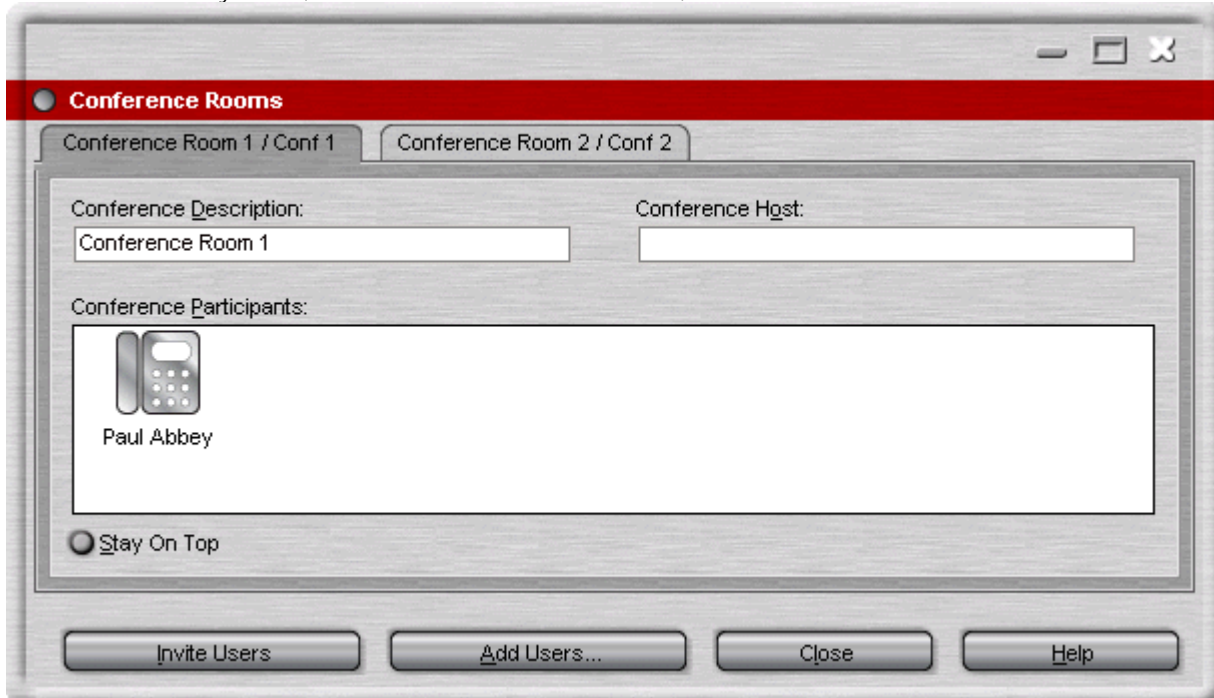 Conference Rooms
Conference Room 1 / Conf 1
Conference Room 2 / Conf 2
Conference Description:
Conference Host:
Conference Room 1
Conference Participants:
Paul Abbey
Stay On Top
Invite Users
Add Users...
Close
Help